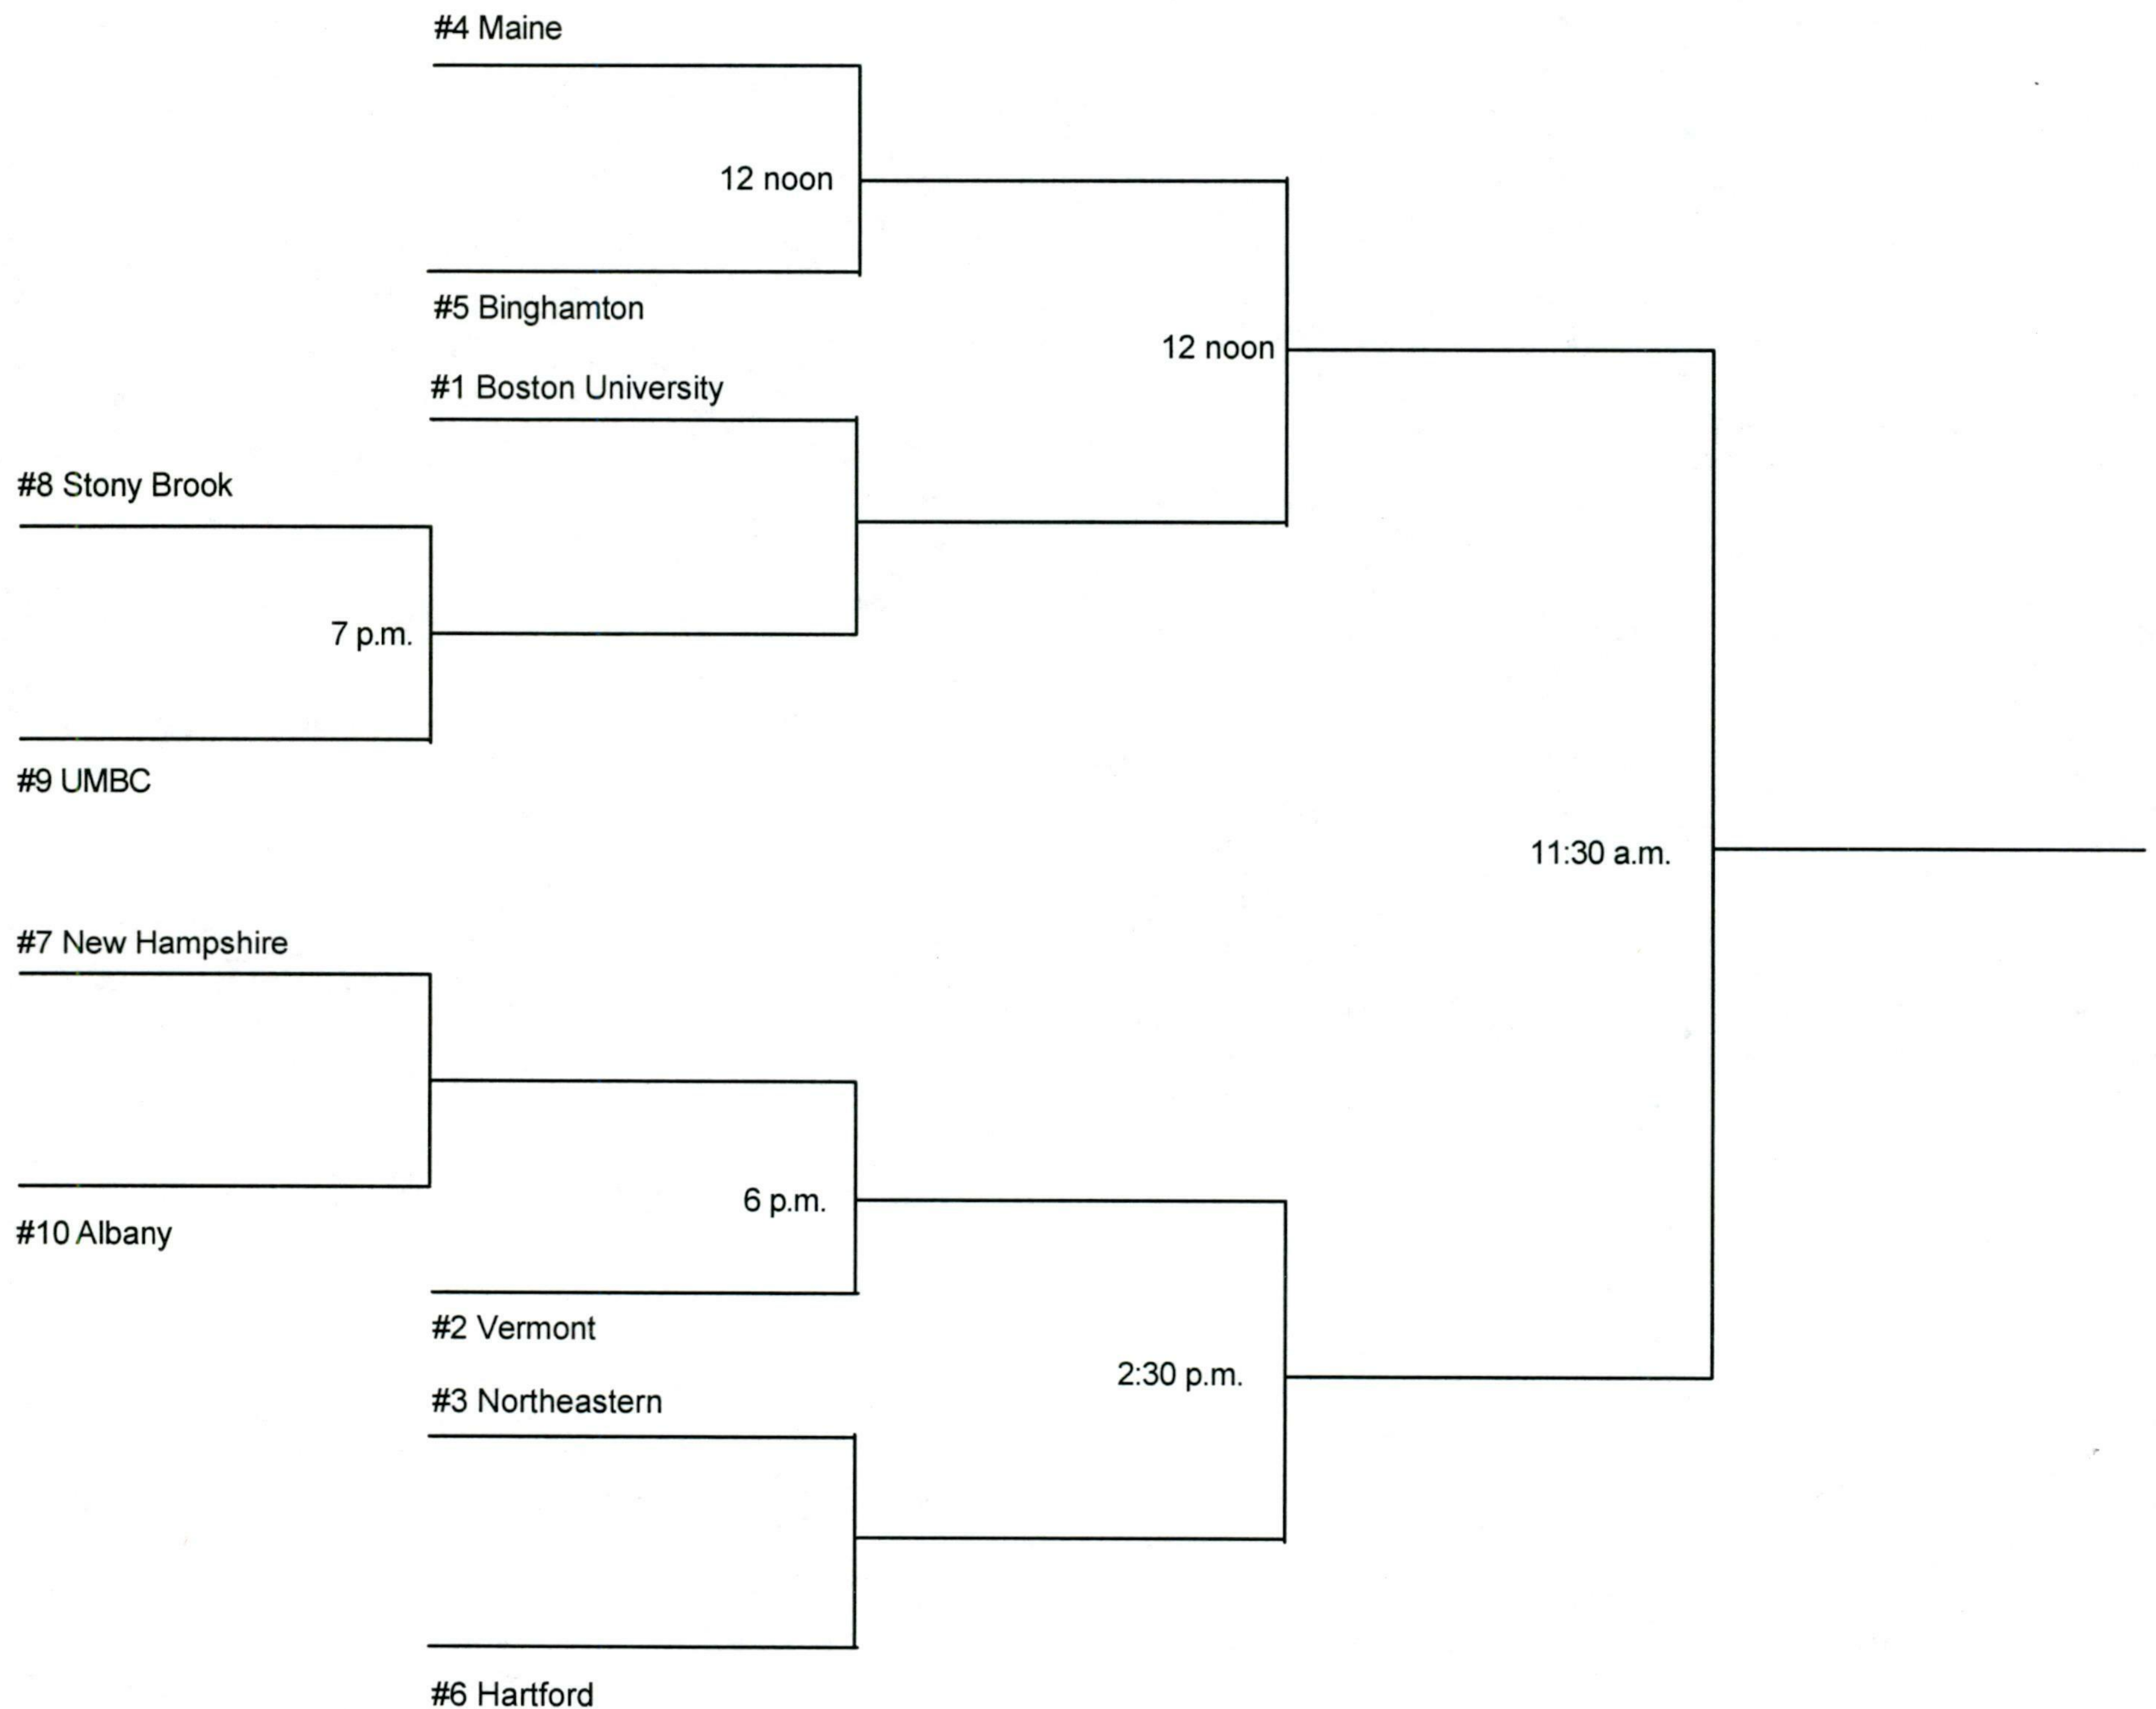 #4 Maine
12 noon
#5 Binghamton
12 noon
#1 Boston University
#8 Stony Brook
7 p.m.
#9 UMBC
11:30 a.m.
#7 New Hampshire
6 p.m.
#10 Albany
#2 Vermont
2:30 p.m.
#3 Northeastern
#6 Hartford